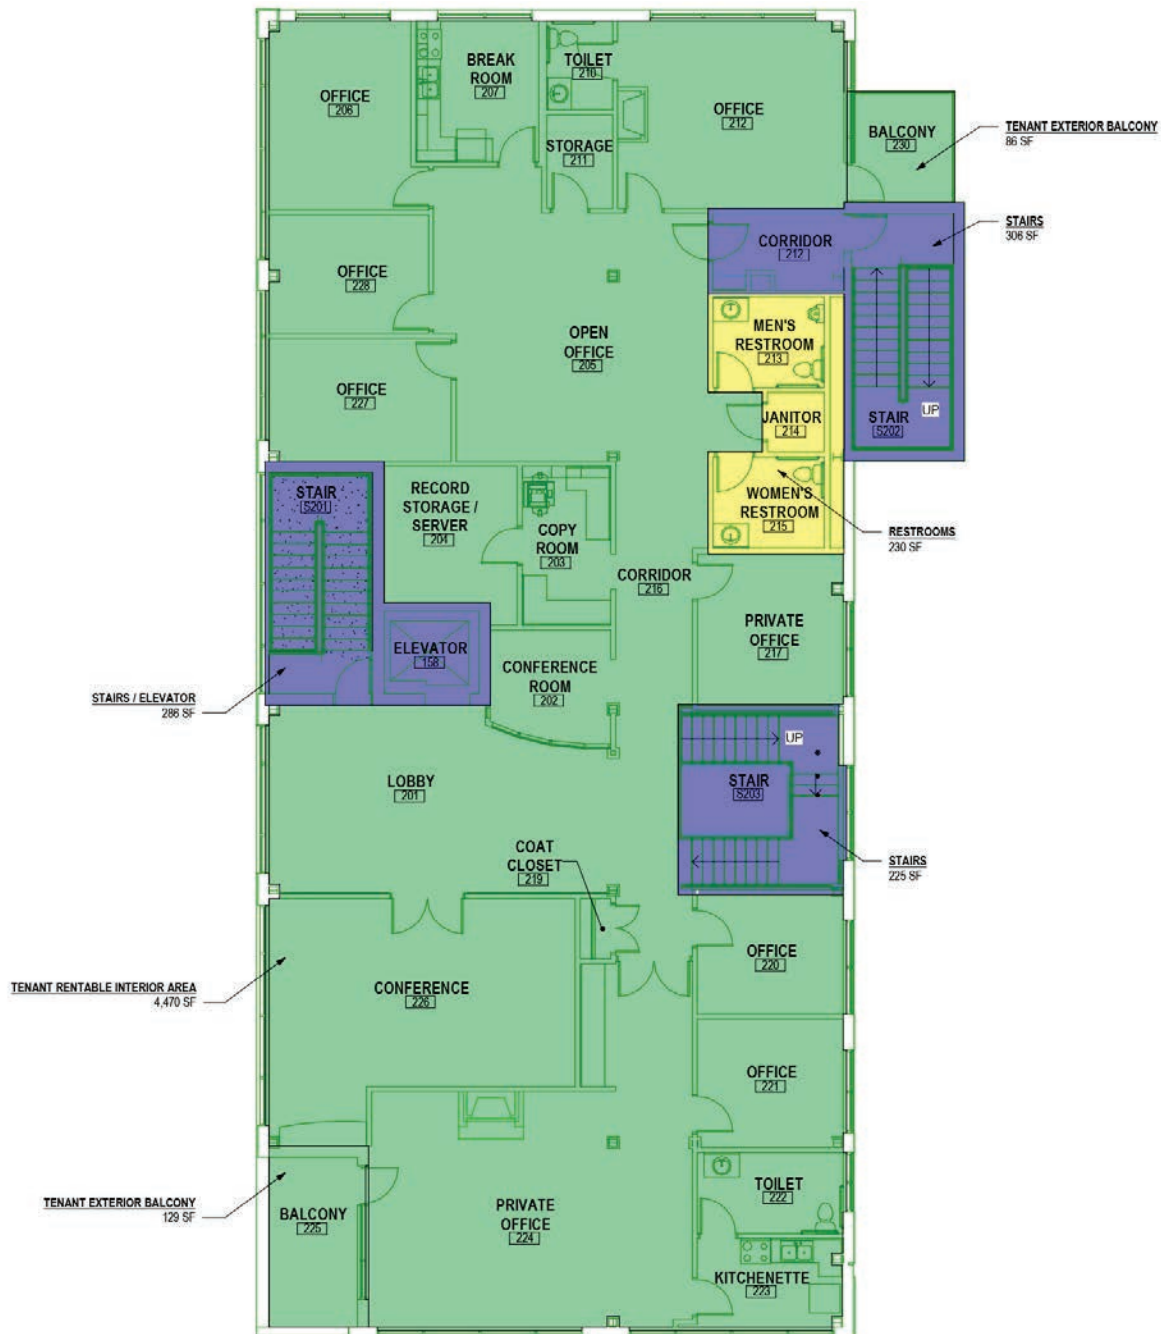 OFFICE
206
BREAK
ROOM
207
TOILET
210
OFFICE
212
BALCONY
230
TENANT EXTERIOR BALCONY
86 SF
STORAGE
211
CORRIDOR
212
STAIRS
306 SF
OFFICE
228
OPEN
OFFICE
205
MEN'S
RESTROOM
213
OFFICE
227
JANITOR
214
UP
STAIR
S202
STAIR
S201
RECORD
STORAGE /
SERVER
204
WOMEN'S
RESTROOM
215
COPY
ROOM
203
RESTROOMS
230 SF
CORRIDOR
216
ELEVATOR
158
PRIVATE
OFFICE
217
CONFERENCE
ROOM
202
STAIRS / ELEVATOR
286 SF
UP
LOBBY
201
STAIR
S203
COAT
CLOSET
219
STAIRS
225 SF
OFFICE
220
TENANT RENTABLE INTERIOR AREA
4,470 SF
CONFERENCE
226
OFFICE
221
TENANT EXTERIOR BALCONY
129 SF
BALCONY
225
PRIVATE
OFFICE
224
TOILET
222
KITCHENETTE
223